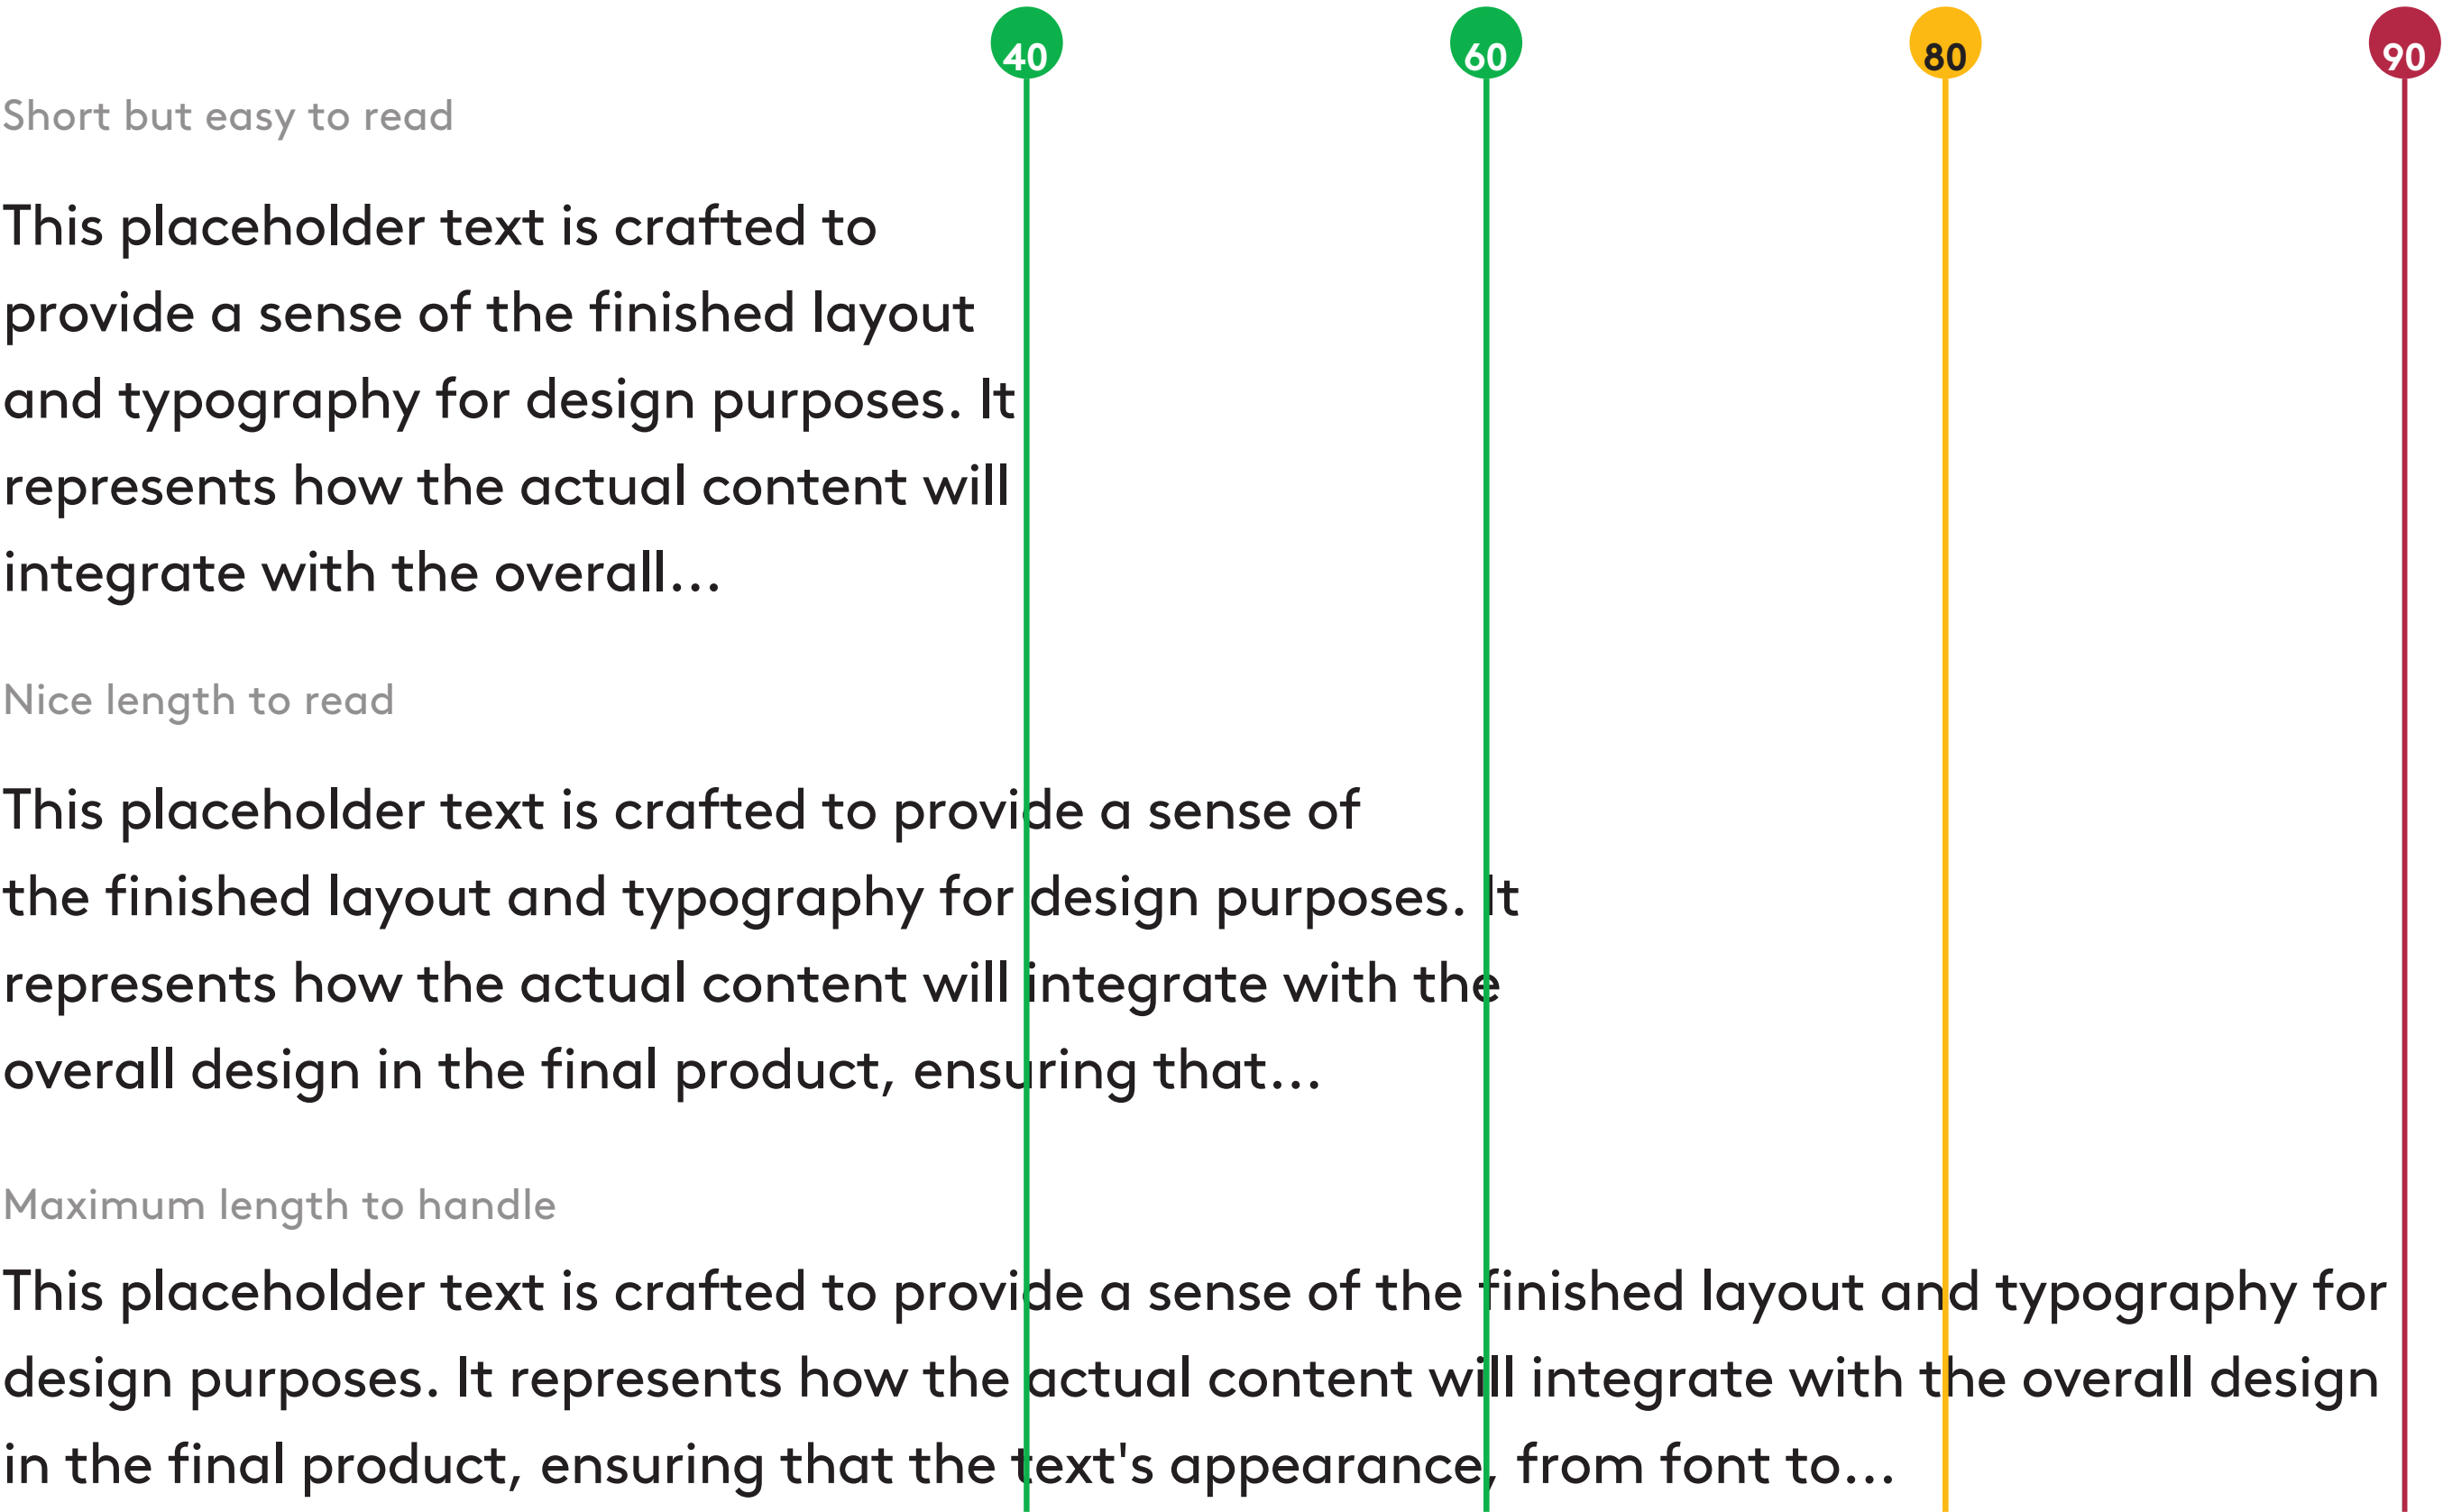 40 60 80 90
Short but easy to read
This placeholder text is crafted to
provide a sense of the finished layout
and typography for design purposes. It
represents how the actual content will
integrate with the overall...
Nice length to read
This placeholder text is crafted to provide a sense of
the finished layout and typography for design purposes. It
represents how the actual content will integrate with the
overall design in the final product, ensuring that...
Maximum length to handle
This placeholder text is crafted to provide a sense of the finished layout and typography for
design purposes. It represents how the actual content will integrate with the overall design
in the final product, ensuring that the text's appearance, from font to...